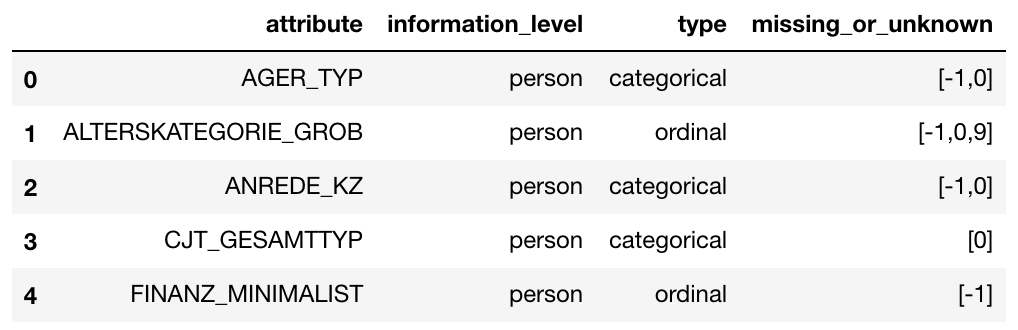 attribute information_level type missing_or_unknown
0 AGER_TYP person categorical [-1,0]
1 ALTERSKATEGORIE_GROB person ordinal [-1,0,9]
2 ANREDE_KZ person categorical [-1,0]
3 CJT_GESAMTTYP person categorical [0]
4 FINANZ_MINIMALIST person ordinal [-1]